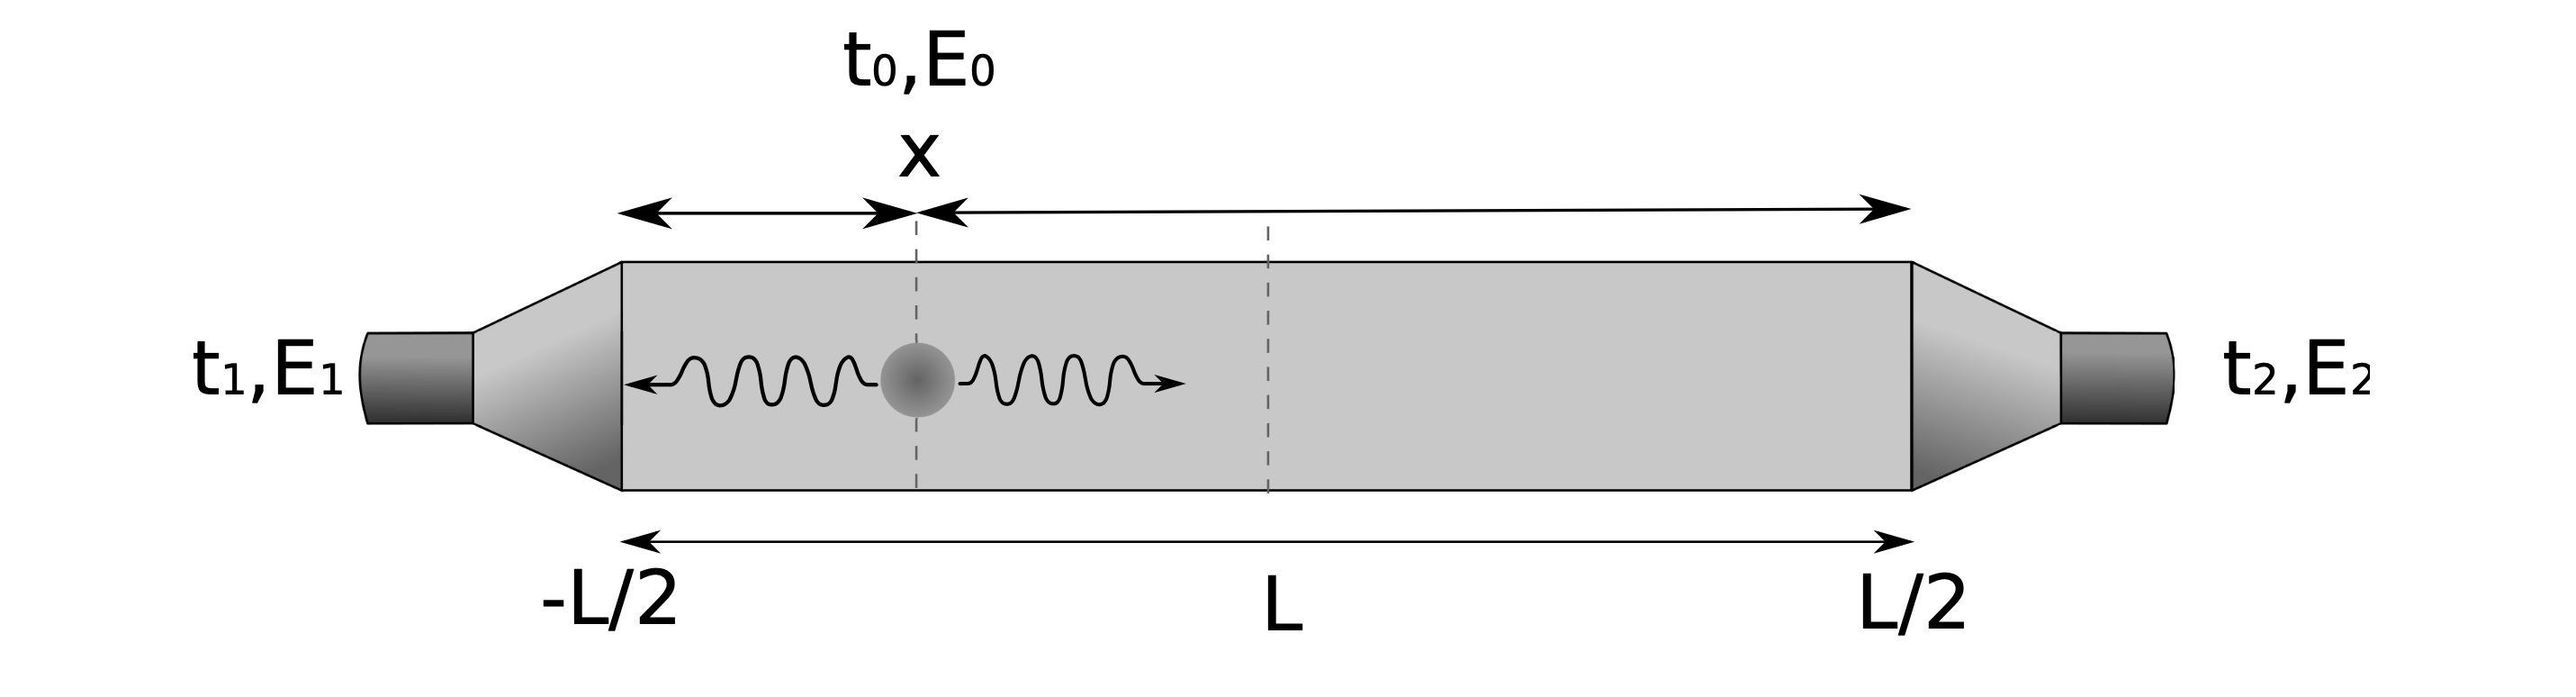 t₀,E₀
x
t₁,E₁
t₂,E₂
-L/2
L
L/2